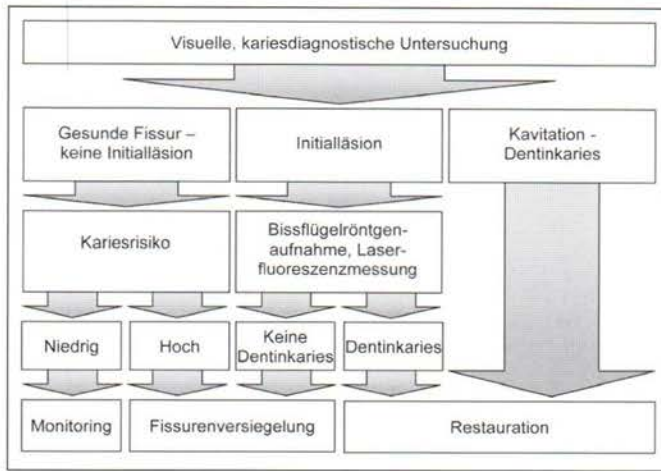 Visuelle, kariesdiagnostische Untersuchung
Gesunde Fissur –
keine Initialläsion
Initialläsion
Kavitation -
Dentinkaries
Kariesrisiko
Bissflügelröntgen-
aufnahme, Laser-
fluoreszenzmessung
Niedrig
Hoch
Keine
Dentinkaries
Dentinkaries
Monitoring
Fissurenversiegelung
Restauration